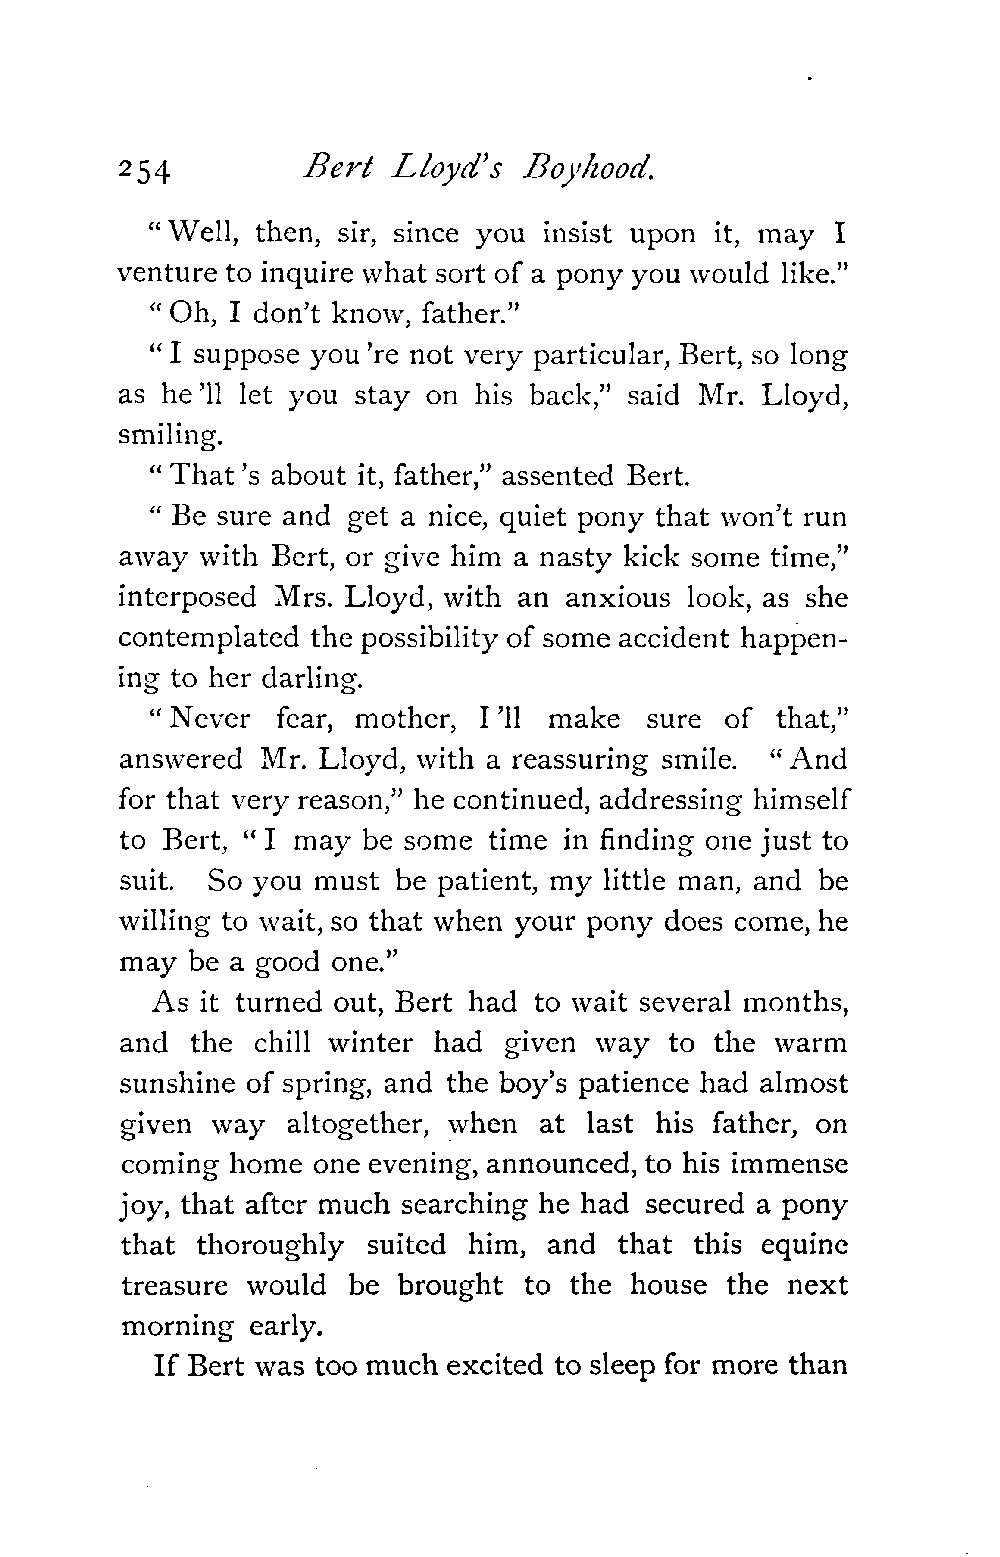 254 Bert Lloyd's Boyhood.
"Well, then, sir, since you insist upon it, may I
venture to inquire what sort of a pony you would like."
"Oh, I don't know, father."
"I suppose you 're not very particular, Bert, so long
as he 'll let you stay on his back," said Mr. Lloyd,
smiling.
"That 's about it, father," assented Bert.
"Be sure and get a nice, quiet pony that won't run
away with Bert, or give him a nasty kick some time,"
interposed Mrs. Lloyd, with an anxious look, as she
contemplated the possibility of some accident happen-
ing to her darling.
"Never fear, mother, I 'll make sure of that,"
answered Mr. Lloyd, with a reassuring smile. "And
for that very reason," he continued, addressing himself
to Bert, "I may be some time in finding one just to
suit. So you must be patient, my little man, and be
willing to wait, so that when your pony does come, he
may be a good one."
As it turned out, Bert had to wait several months,
and the chill winter had given way to the warm
sunshine of spring, and the boy's patience had almost
given way altogether, when at last his father, on
coming home one evening, announced, to his immense
joy, that after much searching he had secured a pony
that thoroughly suited him, and that this equine
treasure would be brought to the house the next
morning early.
If Bert was too much excited to sleep for more than